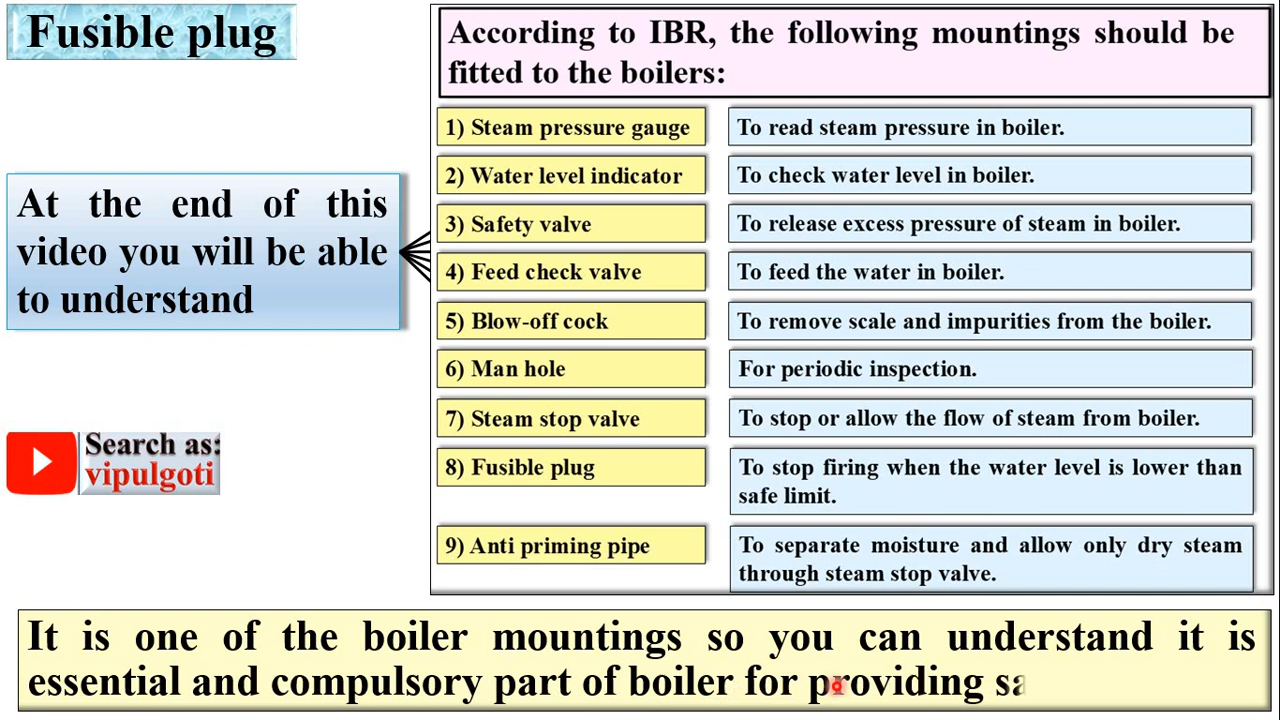 Fusible plug
According to IBR, the following mountings should be
fitted to the boilers:
1) Steam pressure gauge
To read steam pressure in boiler.
2) Water level indicator
To check water level in boiler.
3) Safety valve
To release excess pressure of steam in boiler.
4) Feed check valve
To feed the water in boiler.
5) Blow-off cock
To remove scale and impurities from the boiler.
6) Man hole
For periodic inspection.
7) Steam stop valve
To stop or allow the flow of steam from boiler.
8) Fusible plug
To stop firing when the water level is lower than
safe limit.
9) Anti priming pipe
To separate moisture and allow only dry steam
through steam stop valve.
At the end of this
video you will be able
to understand
Search as:
vipulgoti
It is one of the boiler mountings so you can understand it is
essential and compulsory part of boiler for providing